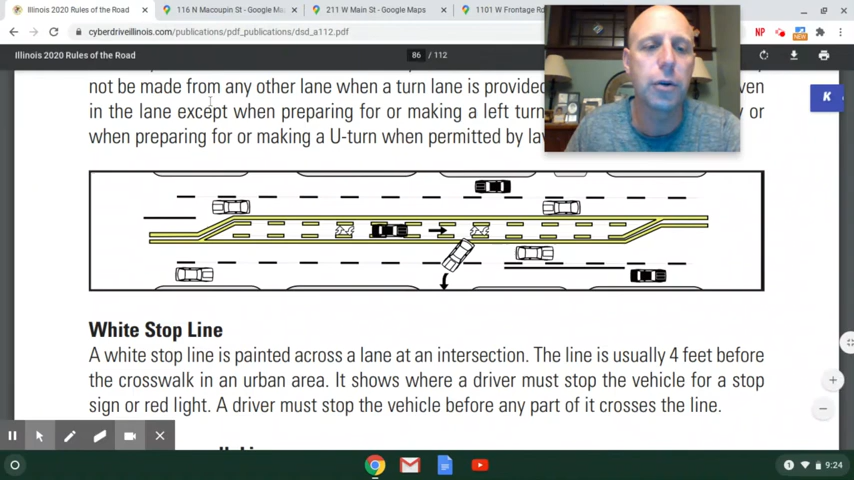 Illinois 2020 Rules of the Road
116 N Macoupin St - Google Ma
211 W Main St - Google Maps
1101 W Frontage Ro
cyberdriveillinois.com/publications/pdf_publications/dsd_a112.pdf
NP
NEW
Illinois 2020 Rules of the Road
86 / 112
not be made from any other lane when a turn lane is provided
ven
K
in the lane except when preparing for or making a left turn
y or
when preparing for or making a U-turn when permitted by la
White Stop Line
A white stop line is painted across a lane at an intersection. The line is usually 4 feet before
the crosswalk in an urban area. It shows where a driver must stop the vehicle for a stop
sign or red light. A driver must stop the vehicle before any part of it crosses the line.
1
9:24